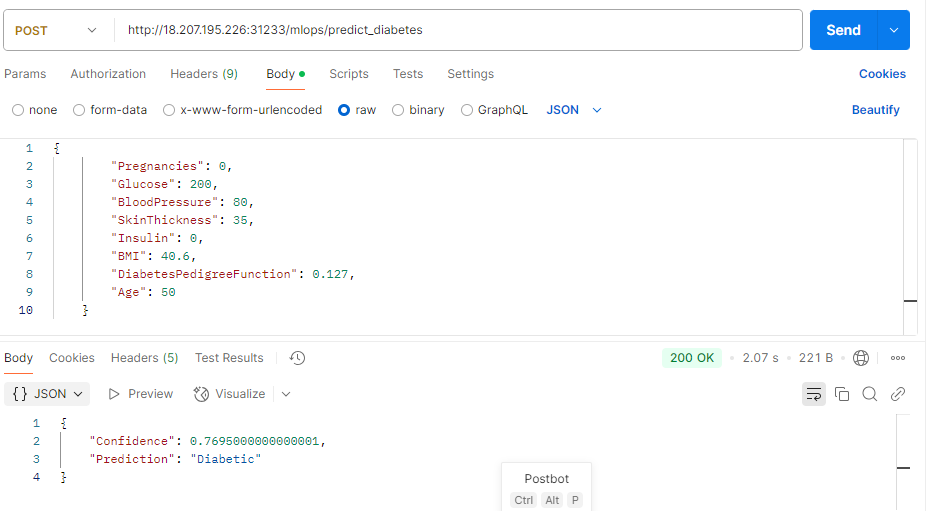 POST http://18.207.195.226:31233/mlops/predict_diabetes Send
Params Authorization Headers (9) Body Scripts Tests Settings Cookies
none form-data x-www-form-urlencoded raw binary GraphQL JSON Beautify
1 {
2 "Pregnancies": 0,
3 "Glucose": 200,
4 "BloodPressure": 80,
5 "SkinThickness": 35,
6 "Insulin": 0,
7 "BMI": 40.6,
8 "DiabetesPedigreeFunction": 0.127,
9 "Age": 50
10 }
Body Cookies Headers (5) Test Results 200 OK • 2.07 s • 221 B
{} JSON Preview Visualize
1 {
2 "Confidence": 0.7695000000000001,
3 "Prediction": "Diabetic"
4 }
Postbot
Ctrl Alt P